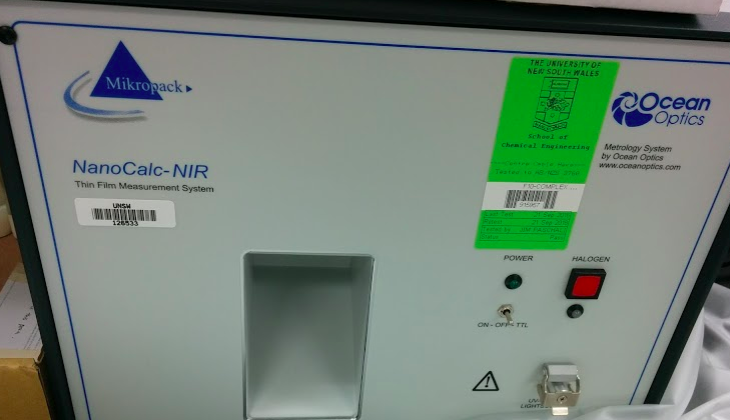 Mikropack
NanoCalc-NIR
Thin Film Measurement System
UNSW
126533
THE UNIVERSITY OF
NEW SOUTH WALES
School of
Chemical Engineering
Ocean
Optics
Metrology System
by Ocean Optics
www.oceanoptics.com
POWER
HALOGEN
ON - OFF - TTL